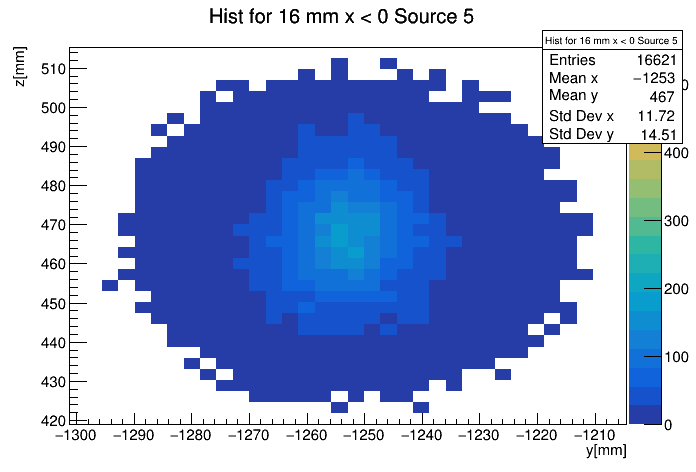 Hist for 16 mm x < 0 Source 5
z[mm]
Hist for 16 mm x < 0 Source 5
Entries 16621
Mean x −1253
Mean y 467
Std Dev x 11.72
Std Dev y 14.51
510
500
490
480
470
460
450
440
430
420
0
400
300
200
100
0
−1300 −1290 −1280 −1270 −1260 −1250 −1240 −1230 −1220 −1210
y[mm]